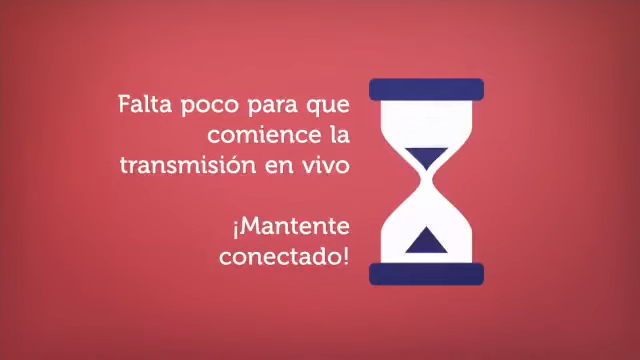 Falta poco para que
comience la
transmisión en vivo
¡Mantente
conectado!